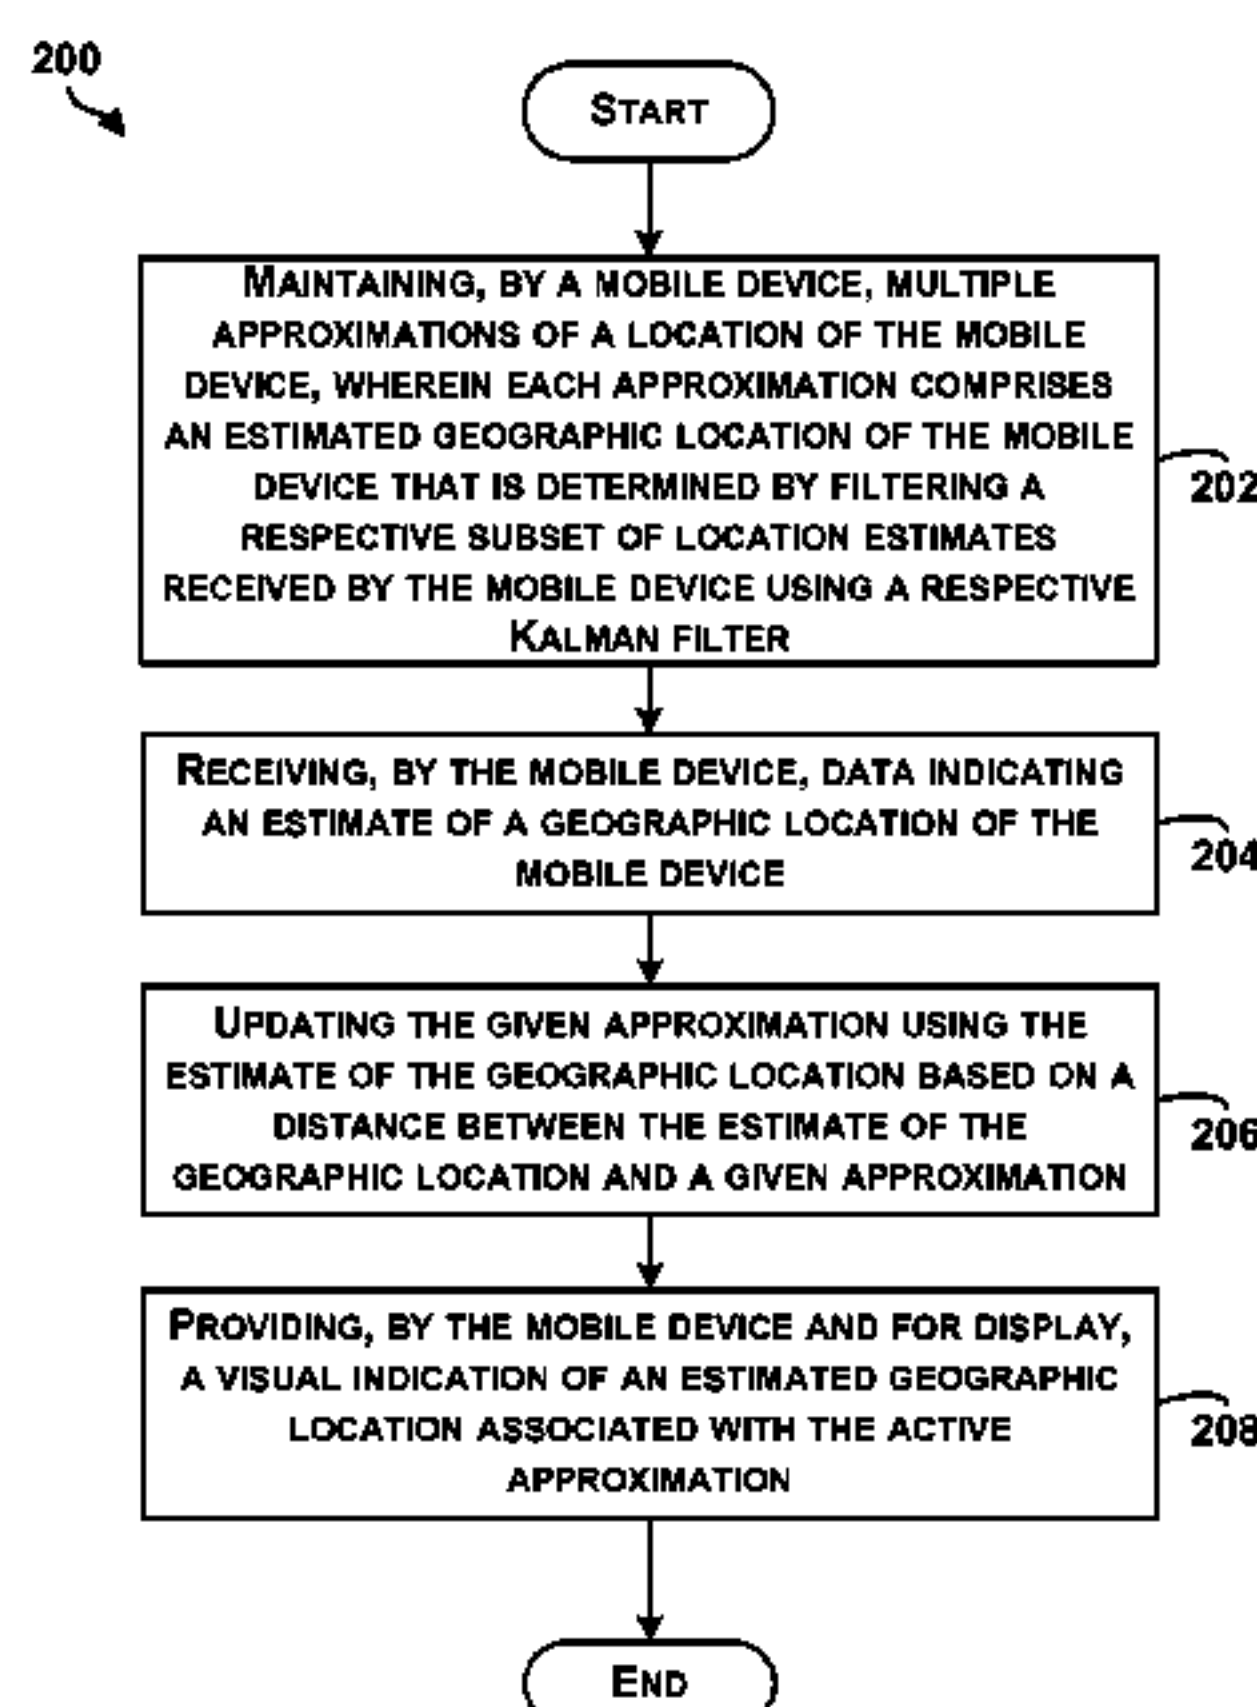 200
START
MAINTAINING, BY A MOBILE DEVICE, MULTIPLE
APPROXIMATIONS OF A LOCATION OF THE MOBILE
DEVICE, WHEREIN EACH APPROXIMATION COMPRISES
AN ESTIMATED GEOGRAPHIC LOCATION OF THE MOBILE
DEVICE THAT IS DETERMINED BY FILTERING A
RESPECTIVE SUBSET OF LOCATION ESTIMATES
RECEIVED BY THE MOBILE DEVICE USING A RESPECTIVE
KALMAN FILTER
202
RECEIVING, BY THE MOBILE DEVICE, DATA INDICATING
AN ESTIMATE OF A GEOGRAPHIC LOCATION OF THE
MOBILE DEVICE
204
UPDATING THE GIVEN APPROXIMATION USING THE
ESTIMATE OF THE GEOGRAPHIC LOCATION BASED ON A
DISTANCE BETWEEN THE ESTIMATE OF THE
GEOGRAPHIC LOCATION AND A GIVEN APPROXIMATION
206
PROVIDING, BY THE MOBILE DEVICE AND FOR DISPLAY,
A VISUAL INDICATION OF AN ESTIMATED GEOGRAPHIC
LOCATION ASSOCIATED WITH THE ACTIVE
APPROXIMATION
208
END